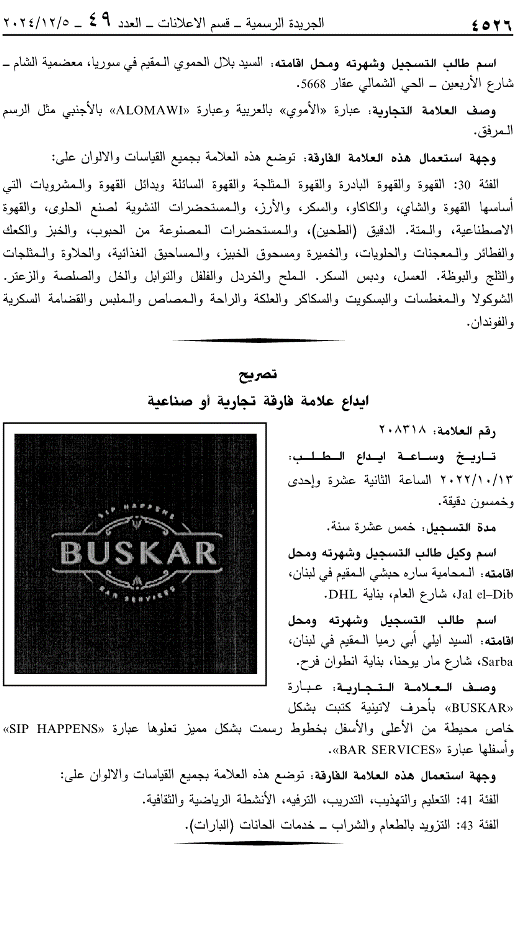 ٤٥٢٦
الجريدة الرسمية ــ قسم الاعلانات ــ العدد ٤٩ ــ ٢٠٢٤/١٢/٥
اسم طالب التسجيل وشهرته ومحل اقامته: السيد بلال الحموي المقيم في سوريا، معضمية الشام ــ
شارع الأربعين ــ الحي الشمالي عقار 5668.
وصف العلامة التجارية: عبارة «الأموي» بالعربية وعبارة «ALOMAWI» بالأجنبي مثل الرسم
المرفق.
وجهة استعمال هذه العلامة الفارقة: توضع هذه العلامة بجميع القياسات والالوان على:
الفئة 30: القهوة والقهوة البادرة والقهوة المثلجة والقهوة السائلة وبدائل القهوة والمشروبات التي
أساسها القهوة والشاي، والكاكاو، والسكر، والأرز، والمستحضرات النشوية لصنع الحلوى، والقهوة
الاصطناعية، والمتة. الدقيق (الطحين)، والمستحضرات المصنوعة من الحبوب، والخبز والكعك
والفطائر والمعجنات والحلويات، والخميرة ومسحوق الخبيز، والمساحيق الغذائية، والحلاوة والمثلجات
والثلج والبوظة. العسل، ودبس السكر. الملح والخردل والفلفل والتوابل والخل والصلصة والزعتر.
الشوكولا والمغطسات والبسكويت والسكاكر والعلكة والراحة والمصاص والملبس والقضامة السكرية
والفوندان.
تصريح
ايداع علامة فارقة تجارية أو صناعية
رقم العلامة: ٢٠٨٣١٨
تاريخ وساعة ايداع الطلب:
٢٠٢٢/١٠/١٣ الساعة الثانية عشرة وإحدى
وخمسون دقيقة.
مدة التسجيل: خمس عشرة سنة.
اسم وكيل طالب التسجيل وشهرته ومحل
اقامته: المحامية ساره حبشي المقيم في لبنان،
Jal el–Dib، شارع العام، بناية DHL.
اسم طالب التسجيل وشهرته ومحل
اقامته: السيد ايلي أبي رميا المقيم في لبنان،
Sarba، شارع مار يوحنا، بناية انطوان فرح.
وصف العلامة التجارية: عبارة
«BUSKAR» بأحرف لاتينية كتبت بشكل
خاص محيطة من الأعلى والأسفل بخطوط رسمت بشكل مميز تعلوها عبارة «SIP HAPPENS»
وأسفلها عبارة «BAR SERVICES».
SIP HAPPENS
BUSKAR
BAR SERVICES
وجهة استعمال هذه العلامة الفارقة: توضع هذه العلامة بجميع القياسات والالوان على:
الفئة 41: التعليم والتهذيب، التدريب، الترفيه، الأنشطة الرياضية والثقافية.
الفئة 43: التزويد بالطعام والشراب ــ خدمات الحانات (البارات).